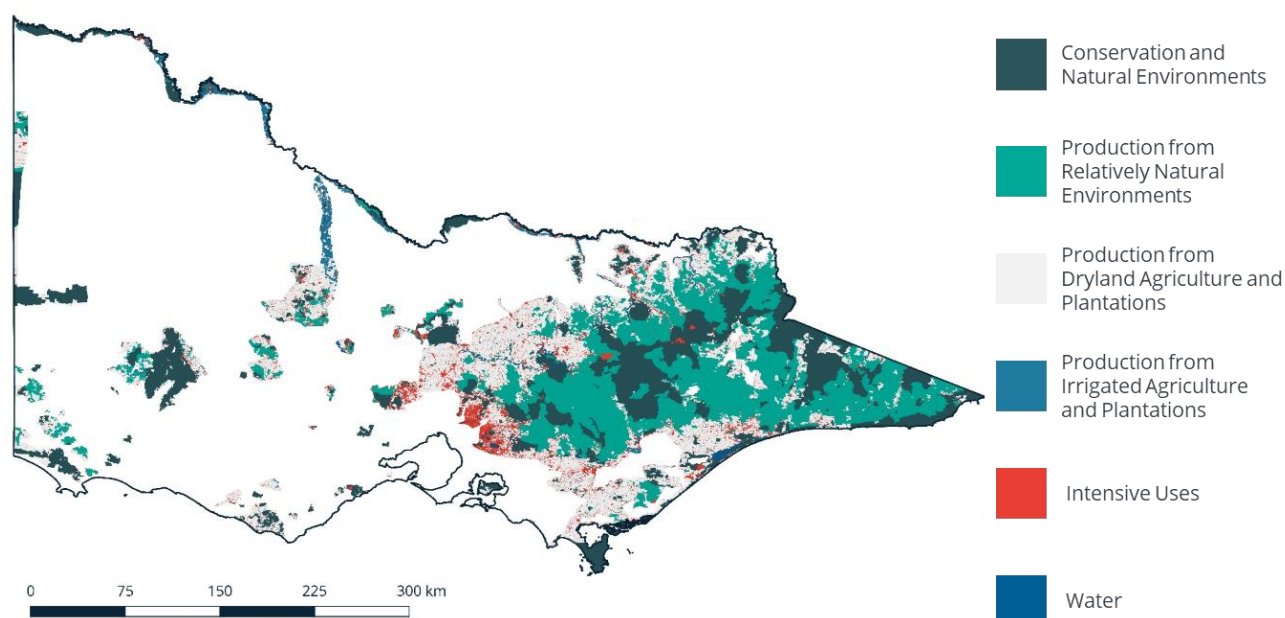 Conservation and
Natural Environments
Production from
Relatively Natural
Environments
Production from
Dryland Agriculture and
Plantations
Production from
Irrigated Agriculture
and Plantations
Intensive Uses
Water
0 75 150 225 300 km